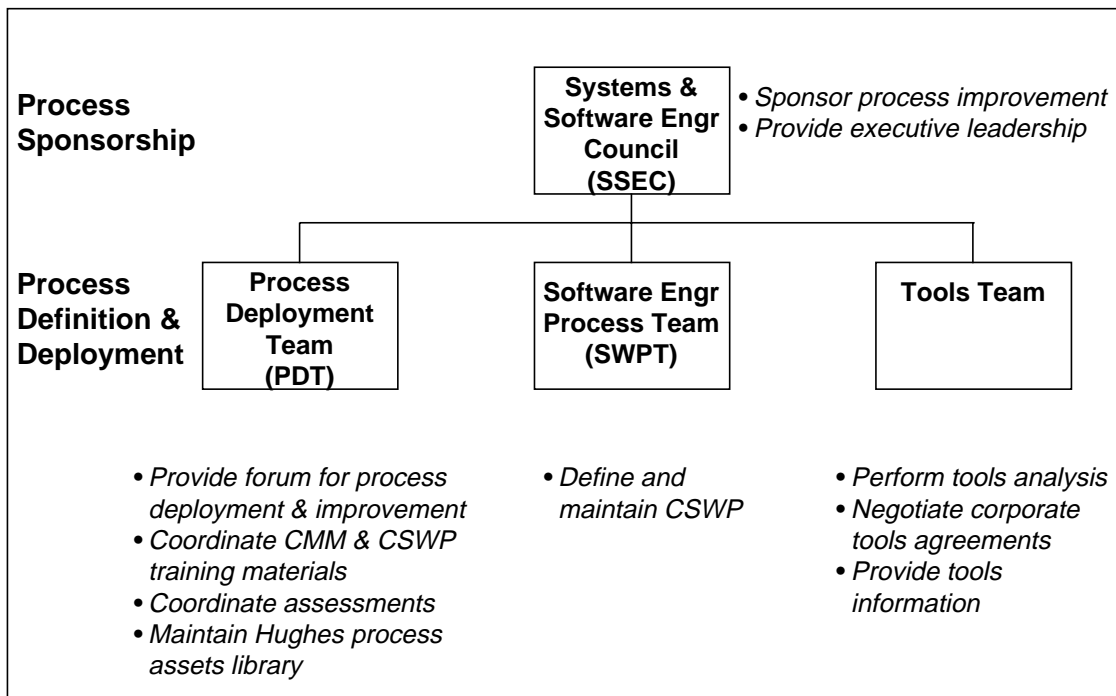 Process
Sponsorship
Systems &
Software Engr
Council
(SSEC)
• Sponsor process improvement
• Provide executive leadership
Process
Definition &
Deployment
Process
Deployment
Team
(PDT)
Software Engr
Process Team
(SWPT)
Tools Team
• Provide forum for process
deployment & improvement
• Coordinate CMM & CSWP
training materials
• Coordinate assessments
• Maintain Hughes process
assets library
• Define and
maintain CSWP
• Perform tools analysis
• Negotiate corporate
tools agreements
• Provide tools
information